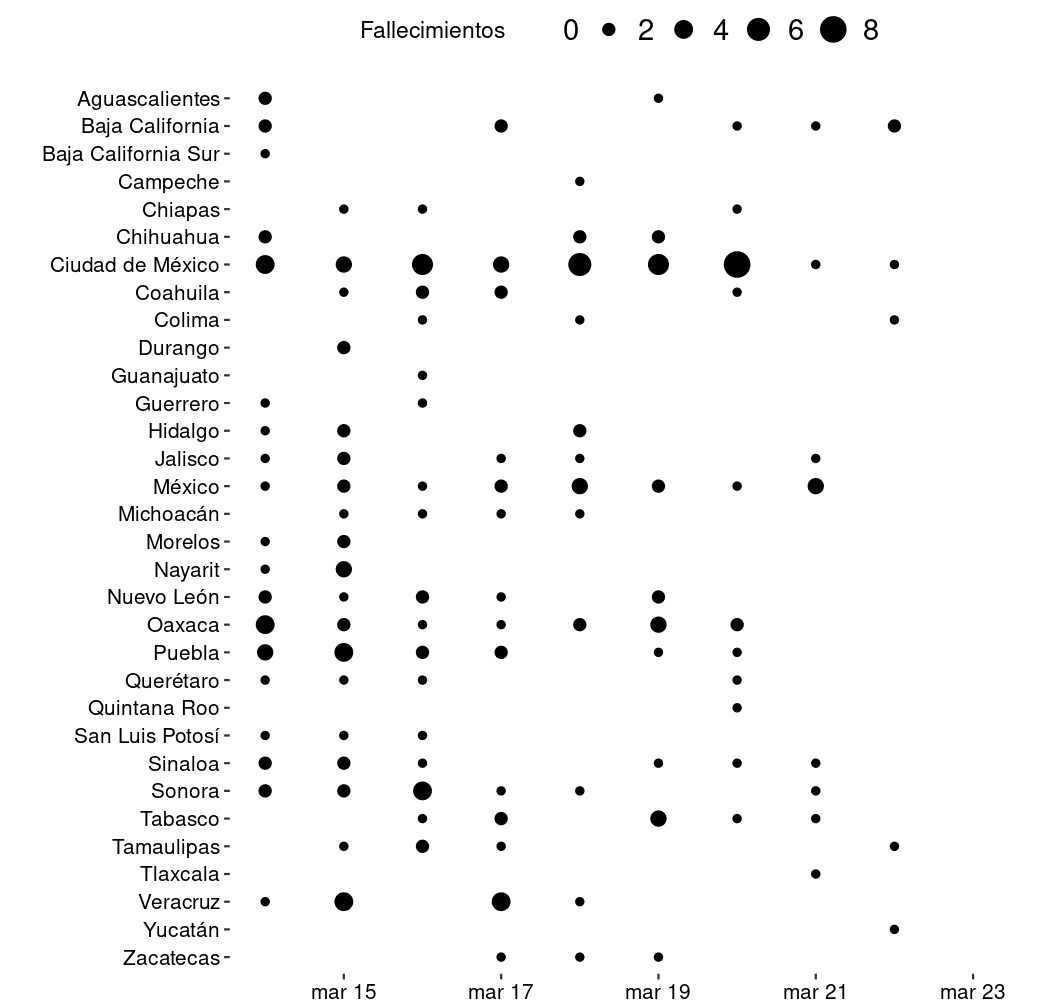 Fallecimientos 0 2 4 6 8
Aguascalientes
Baja California
Baja California Sur
Campeche
Chiapas
Chihuahua
Ciudad de México
Coahuila
Colima
Durango
Guanajuato
Guerrero
Hidalgo
Jalisco
México
Michoacán
Morelos
Nayarit
Nuevo León
Oaxaca
Puebla
Querétaro
Quintana Roo
San Luis Potosí
Sinaloa
Sonora
Tabasco
Tamaulipas
Tlaxcala
Veracruz
Yucatán
Zacatecas
mar 15 mar 17 mar 19 mar 21 mar 23